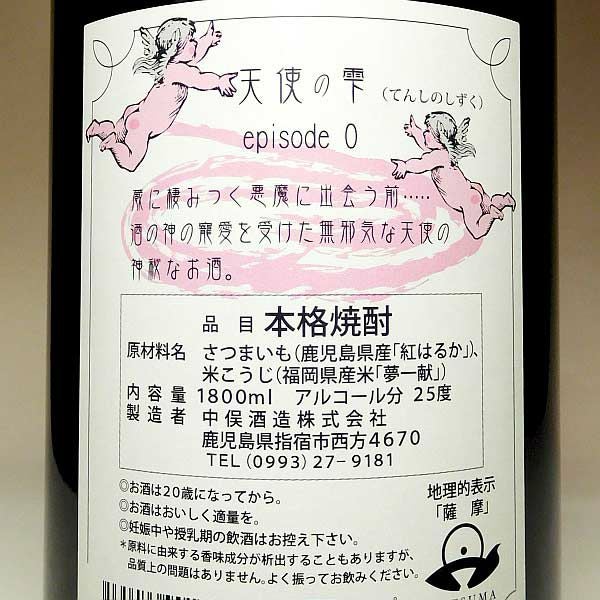 天使の雫(てんしのしずく)
episode 0
蔵に棲みつく悪魔に出会う前……
酒の神の寵愛を受けた無邪気な天使の
神秘なお酒。
品目 本格焼酎
原材料名 さつまいも(鹿児島県産「紅はるか」)、
米こうじ(福岡県産米「夢一献」)
内容量 1800ml アルコール分 25度
製造者 中俣酒造株式会社
鹿児島県指宿市西方4670
TEL(0993)27-9181
◎お酒は20歳になってから。
◎お酒はおいしく適量を。
◎妊娠中や授乳期の飲酒はお控え下さい。
*原料に由来する香味成分が析出することもありますが、
品質上の問題はありません。よく振ってお飲みください。
地理的表示
「薩摩」